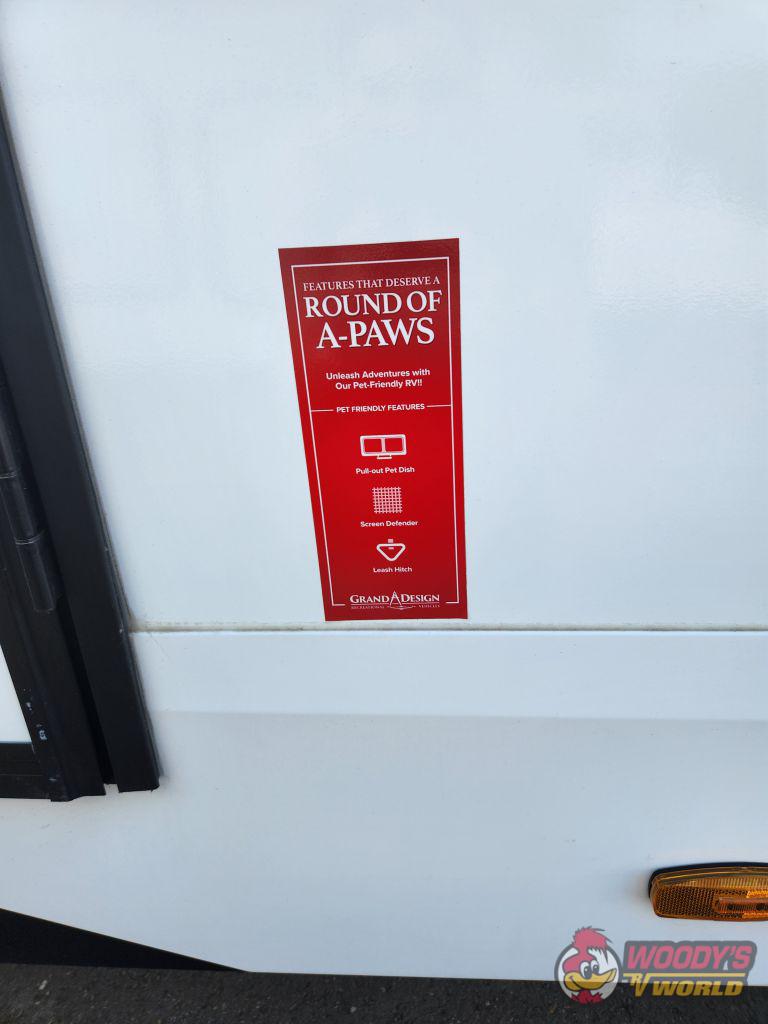 FEATURES THAT DESERVE A
ROUND OF
A-PAWS
Unleash Adventures with
Our Pet-Friendly RV!!
PET FRIENDLY FEATURES
Pull-out Pet Dish
Screen Defender
Leash Hitch
GRAND DESIGN
RECREATIONAL VEHICLES
WOODY'S
RV WORLD